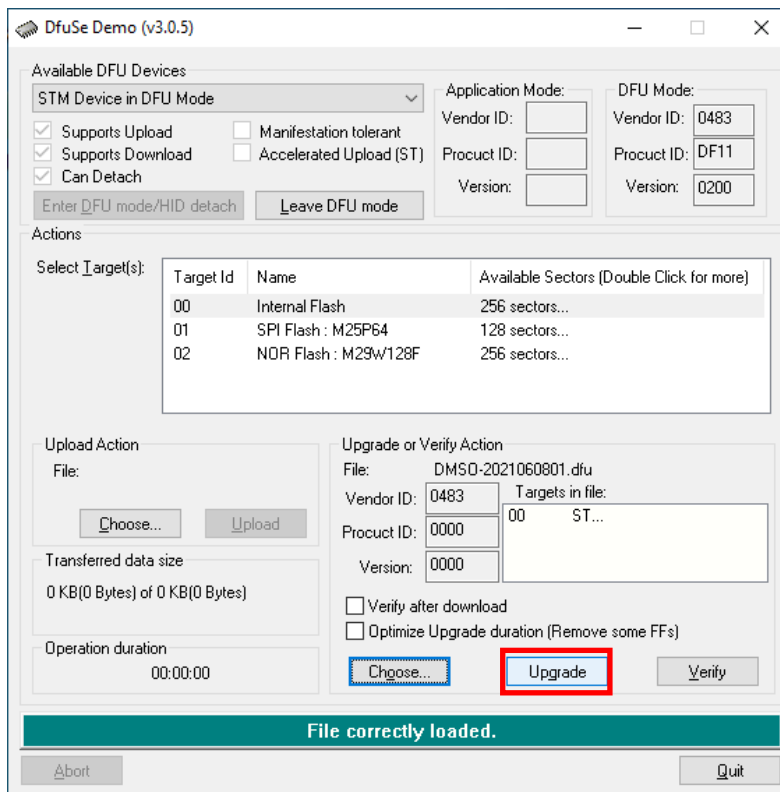 DfuSe Demo (v3.0.5)
Available DFU Devices
STM Device in DFU Mode
Supports Upload
Manifestation tolerant
Supports Download
Accelerated Upload (ST)
Can Detach
Enter DFU mode/HID detach
Leave DFU mode
Application Mode:
Vendor ID:
Procuct ID:
Version:
DFU Mode:
Vendor ID: 0483
Procuct ID: DF11
Version: 0200
Actions
Select Target(s):
Target Id Name Available Sectors (Double Click for more)
00 Internal Flash 256 sectors...
01 SPI Flash : M25P64 128 sectors...
02 NOR Flash : M29W128F 256 sectors...
Upload Action
File:
Choose...
Upload
Transferred data size
0 KB(0 Bytes) of 0 KB(0 Bytes)
Operation duration
00:00:00
Upgrade or Verify Action
File: DMSO-2021060801.dfu
Vendor ID: 0483
Procuct ID: 0000
Version: 0000
Targets in file:
00 ST...
Verify after download
Optimize Upgrade duration (Remove some FFs)
Choose...
Upgrade
Verify
File correctly loaded.
Abort
Quit